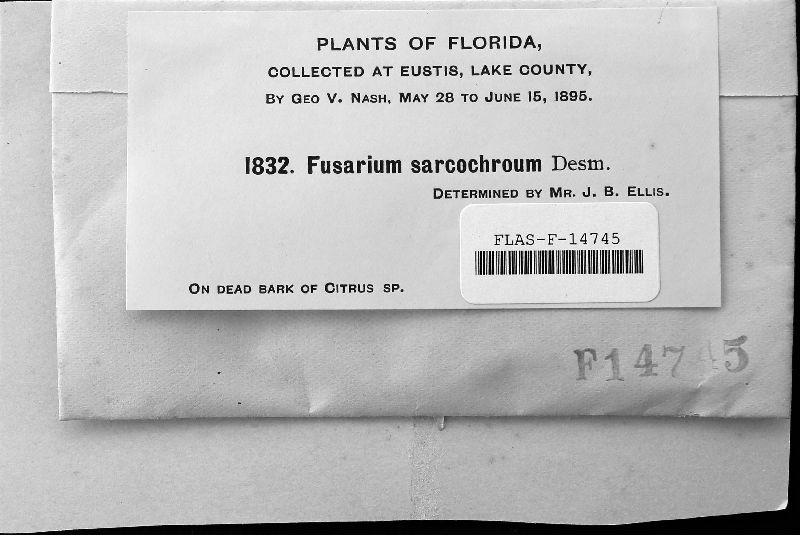 PLANTS OF FLORIDA,
COLLECTED AT EUSTIS, LAKE COUNTY,
BY GEO V. NASH, MAY 28 TO JUNE 15, 1895.
1832. Fusarium sarcochroum Desm.
DETERMINED BY MR. J. B. ELLIS.
FLAS-F-14745
ON DEAD BARK OF CITRUS SP.
F14745